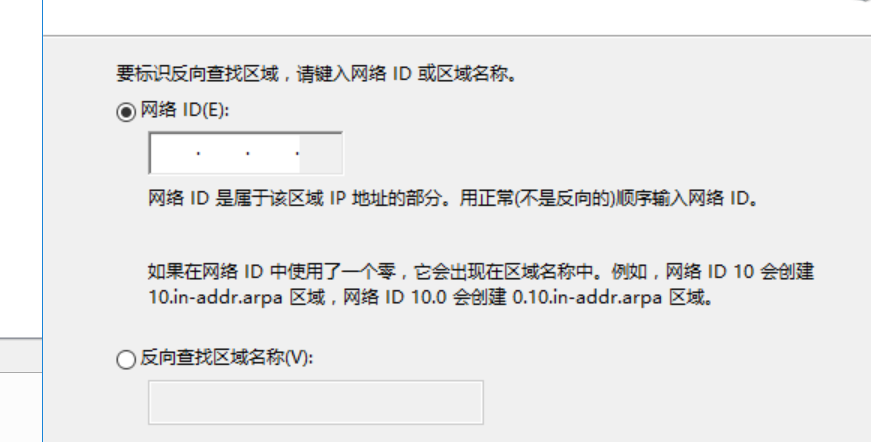 要标识反向查找区域，请键入网络 ID 或区域名称。
网络 ID(E):
. . .
网络 ID 是属于该区域 IP 地址的部分。用正常(不是反向的)顺序输入网络 ID。
如果在网络 ID 中使用了一个零，它会出现在区域名称中。例如，网络 ID 10 会创建
10.in-addr.arpa 区域，网络 ID 10.0 会创建 0.10.in-addr.arpa 区域。
反向查找区域名称(V):